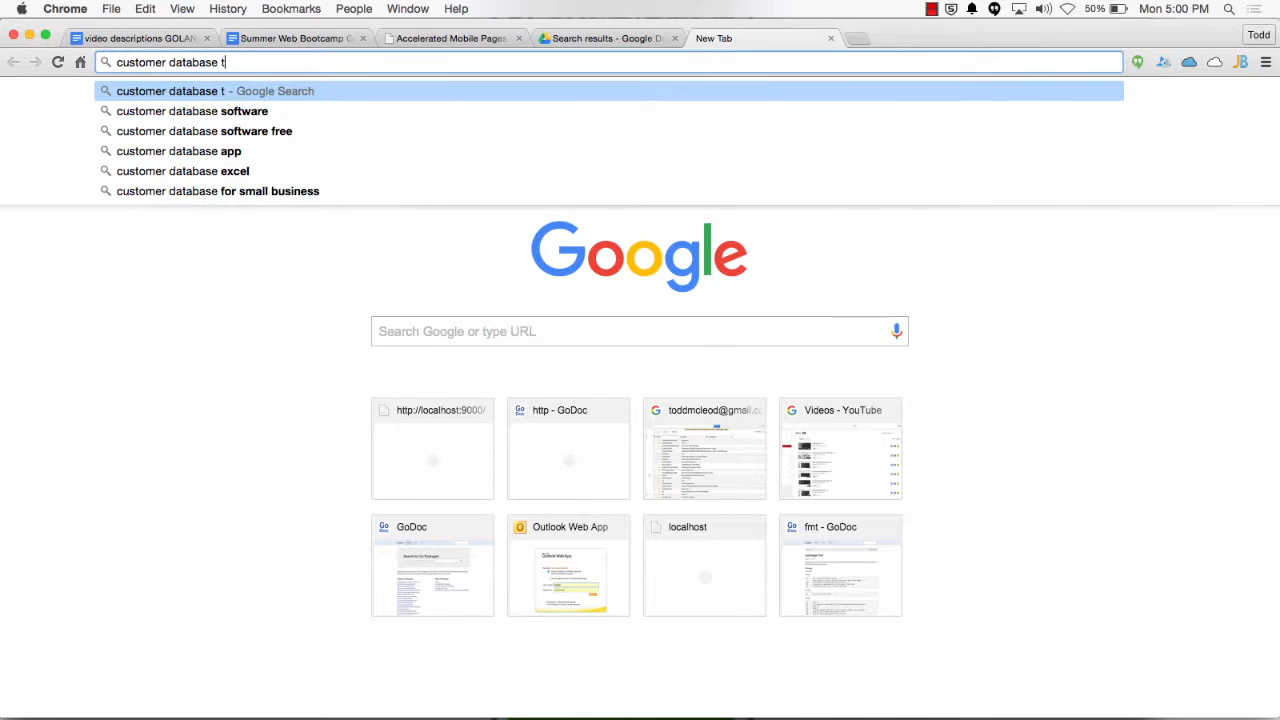 Chrome File Edit View History Bookmarks People Window Help 50% Mon 5:00 PM
video descriptions GOLAN Summer Web Bootcamp G Accelerated Mobile Pages Search results - Google D New Tab Todd
customer database t
customer database t - Google Search
customer database software
customer database software free
customer database app
customer database excel
customer database for small business
Google
Search Google or type URL
http://localhost:9000/ http - GoDoc toddmcleod@gmail.c Videos - YouTube
GoDoc Outlook Web App localhost fmt - GoDoc